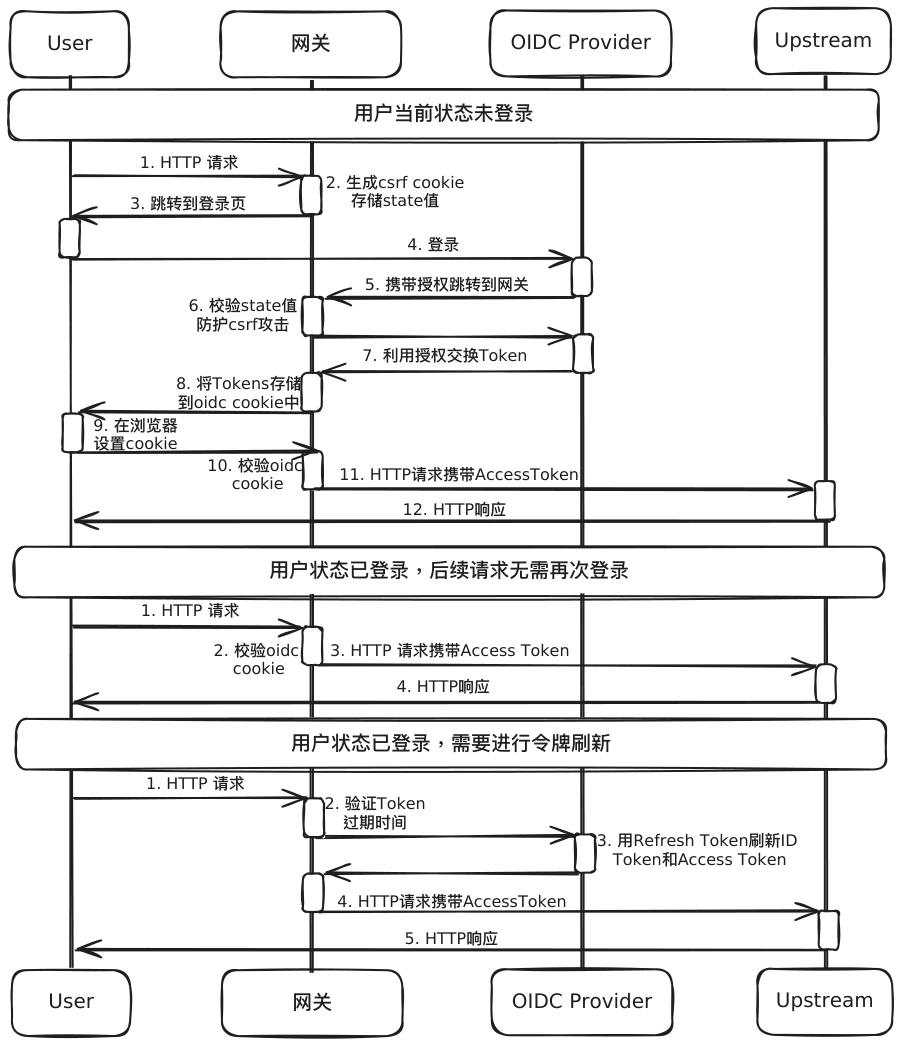 User
网关
OIDC Provider
Upstream
用户当前状态未登录
1. HTTP 请求
2. 生成csrf cookie
存储state值
3. 跳转到登录页
4. 登录
5. 携带授权跳转到网关
6. 校验state值
防护csrf攻击
7. 利用授权交换Token
8. 将Tokens存储
到oidc cookie中
9. 在浏览器
设置cookie
10. 校验oidc
cookie
11. HTTP请求携带AccessToken
12. HTTP响应
用户状态已登录，后续请求无需再次登录
1. HTTP 请求
2. 校验oidc
cookie
3. HTTP 请求携带Access Token
4. HTTP响应
用户状态已登录，需要进行令牌刷新
1. HTTP 请求
2. 验证Token
过期时间
3. 用Refresh Token刷新ID
Token和Access Token
4. HTTP请求携带AccessToken
5. HTTP响应
User
网关
OIDC Provider
Upstream